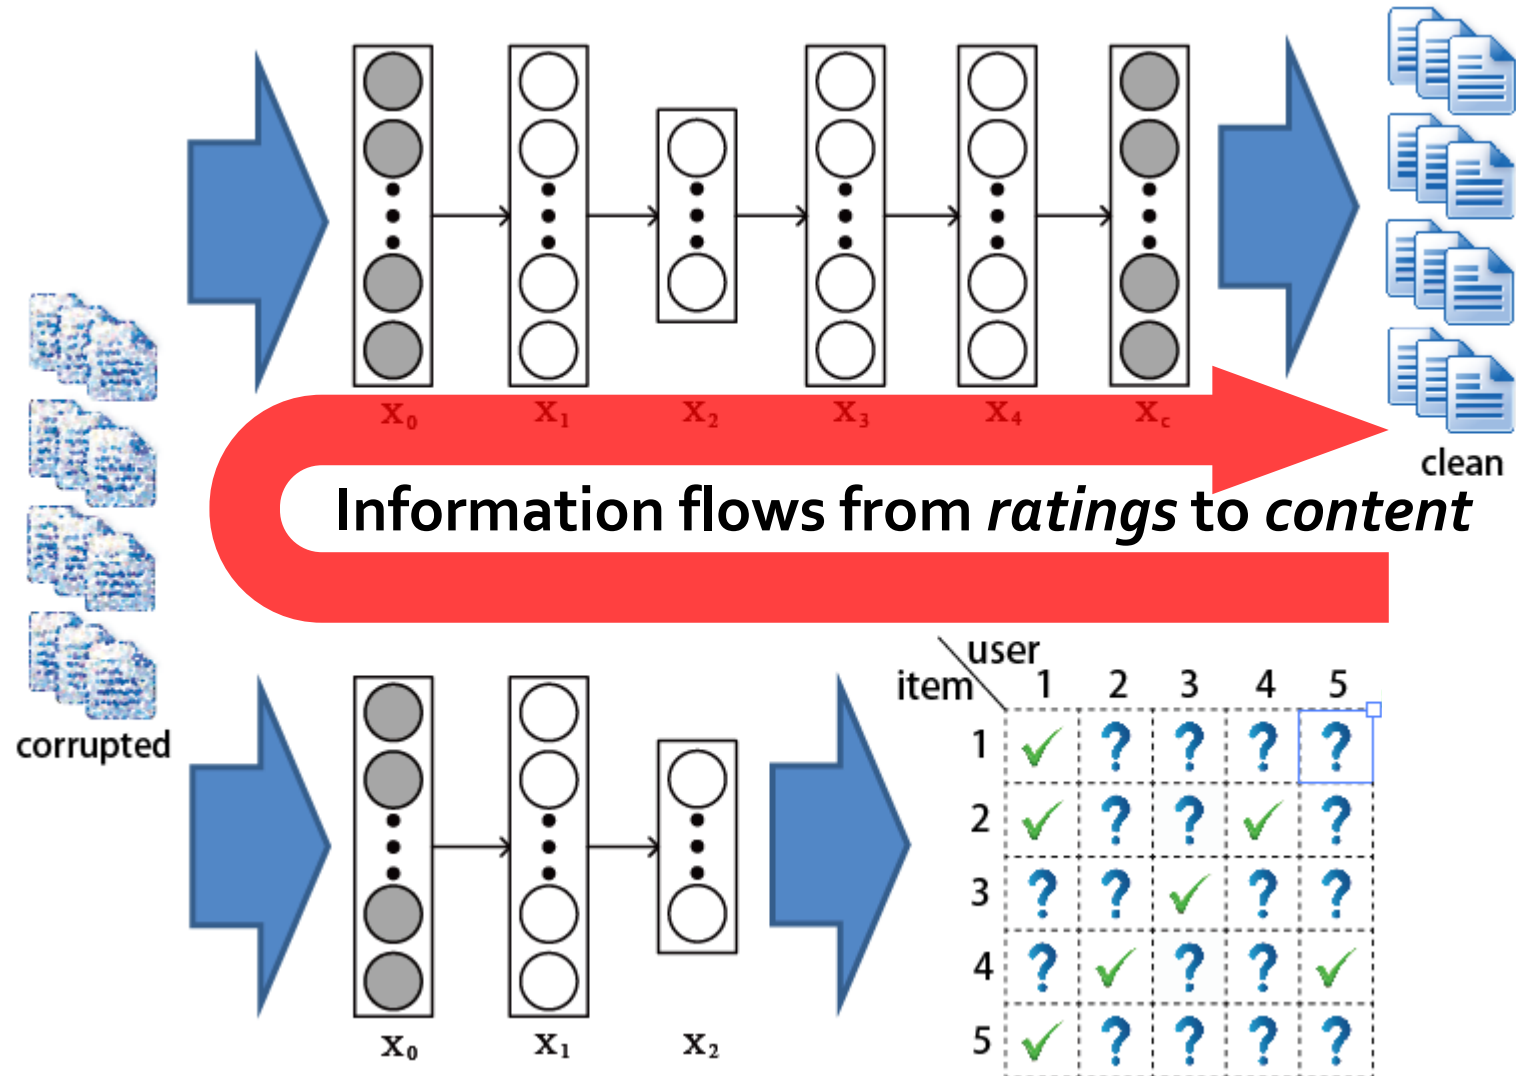 X₀ X₁ X₂ X₃ X₄ X꜀
clean
Information flows from ratings to content
corrupted
user
item 1 2 3 4 5
1 ✓ ? ? ? ?
2 ✓ ? ? ✓ ?
3 ? ? ✓ ? ?
4 ? ✓ ? ? ✓
5 ✓ ? ? ? ?
X₀ X₁ X₂